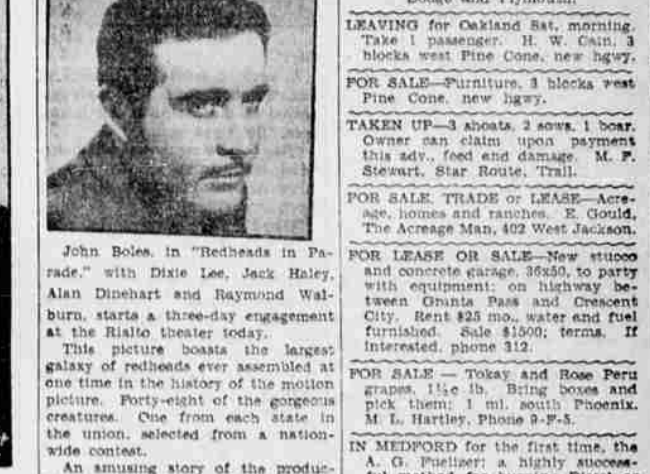 John Boles, in "Redheads in Pa-
rade," with Dixie Lee, Jack Haley,
Alan Dinehart and Raymond Wal-
burn, starts a three-day engagement
at the Rialto theater today.
This picture boasts the largest
galaxy of redheads ever assembled at
one time in the history of the motion
picture. Forty-eight of the gorgeous
creatures. One from each state in
the union, selected from a nation-
wide contest.
An amusing story of the produc-
LEAVING for Oakland Sat. morning.
Take 1 passenger. H. W. Cain, 3
blocks west Pine Cone, new hgwy.
FOR SALE—Furniture, 3 blocks west
Pine Cone, new hgwy.
TAKEN UP—3 shoats, 2 sows, 1 boar.
Owner can claim upon payment
this adv., feed and damage. M. F.
Stewart, Star Route, Trail.
FOR SALE, TRADE or LEASE—Acre-
age, homes and ranches. E. Gould,
The Acreage Man, 402 West Jackson.
FOR LEASE OR SALE—New stucco
and concrete garage, 36x50, to party
with equipment; on highway be-
tween Grants Pass and Crescent
City. Rent $25 mo., water and fuel
furnished. Sale $1500; terms. If
interested, phone 312.
FOR SALE — Tokay and Rose Peru
grapes, 1½c lb. Bring boxes and
pick them; 1 mi. south Phoenix.
M. L. Hartley, Phone 9-F-5.
IN MEDFORD for the first time, the
A. G. a highly success-